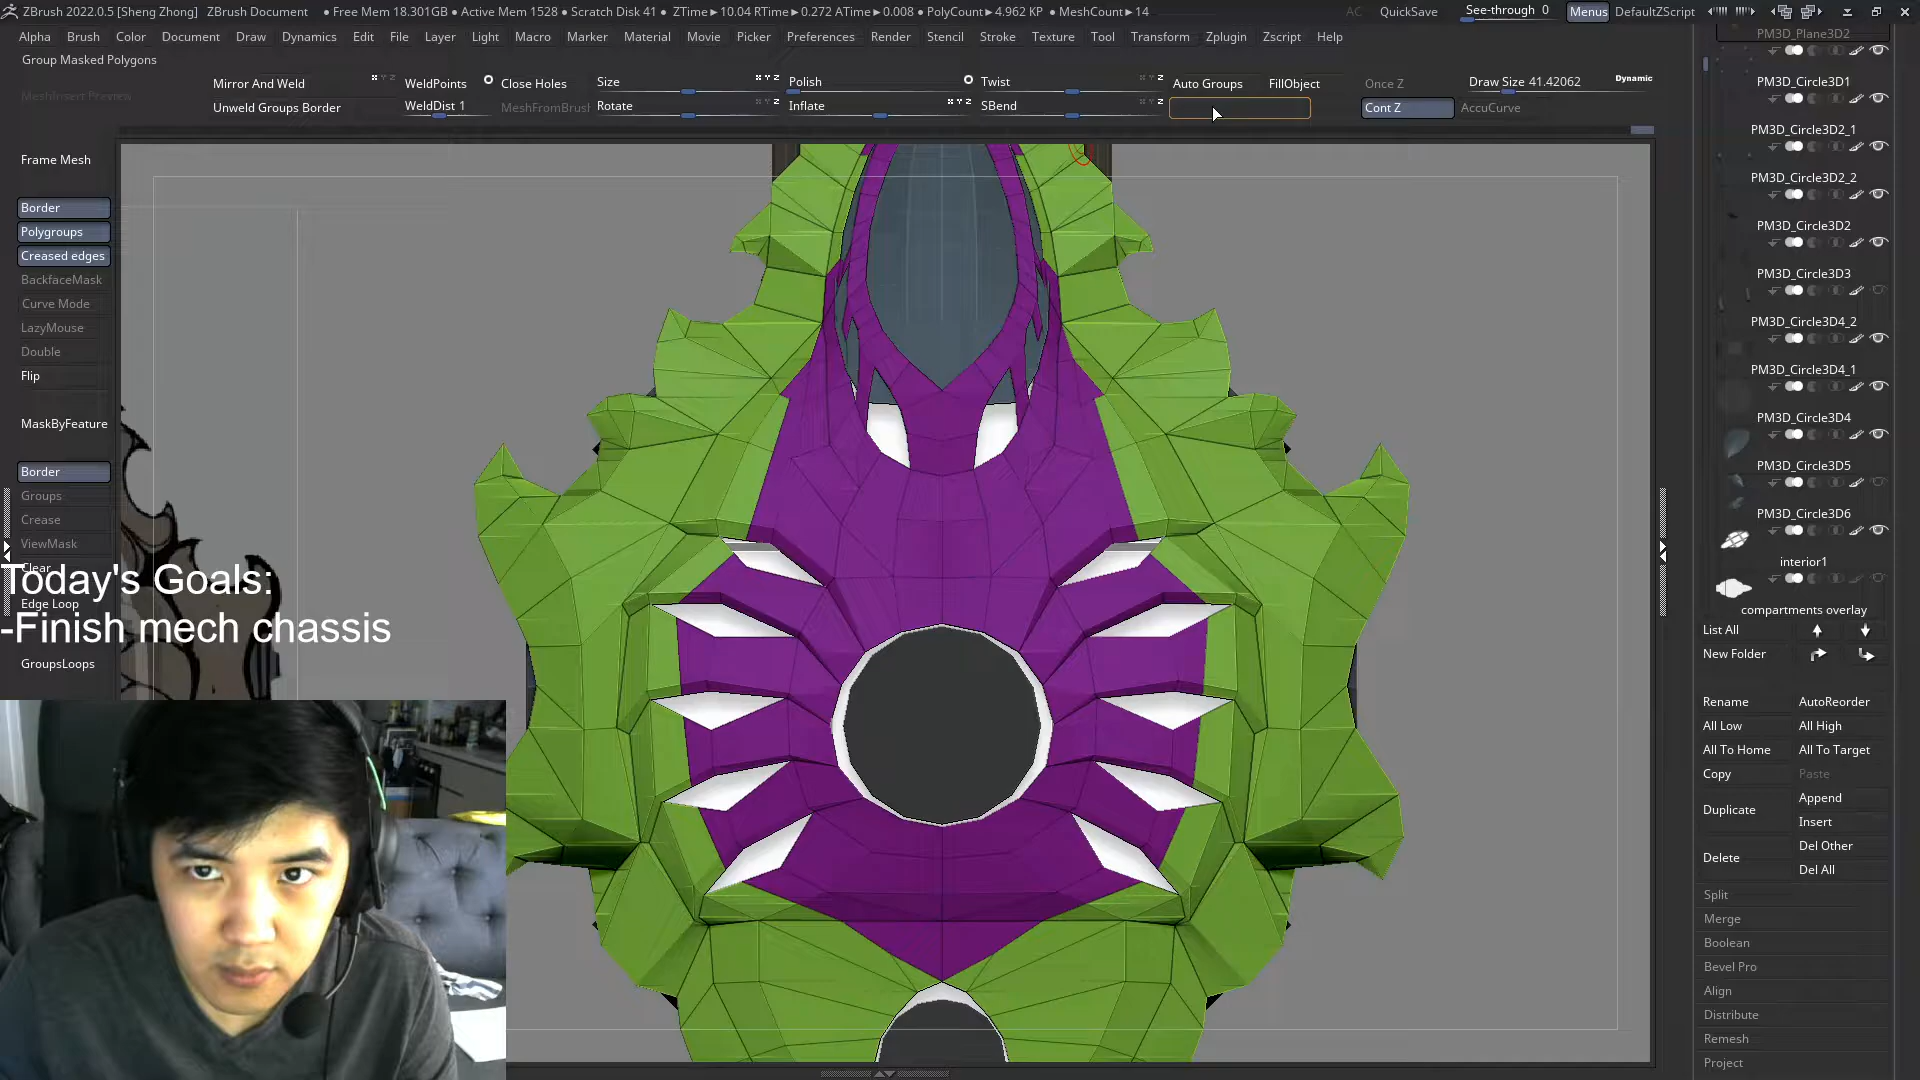 ZBrush 2022.0.5 [Sheng Zhong] ZBrush Document • Free Mem 18.301GB • Active Mem 1528 • Scratch Disk 41 • ZTime▸10.04 RTime▸0.272 ATime▸0.008 • PolyCount▸4.962 KP • MeshCount▸14 AC QuickSave See-through 0 Menus DefaultZScript
Alpha Brush Color Document Draw Dynamics Edit File Layer Light Macro Marker Material Movie Picker Preferences Render Stencil Stroke Texture Tool Transform Zplugin Zscript Help
Group Masked Polygons
MeshInsert Preview
Mirror And Weld WeldPoints Close Holes Size Polish Twist Auto Groups FillObject Once Z Draw Size 41.42062 Dynamic
Unweld Groups Border WeldDist 1 MeshFromBrush Rotate Inflate SBend Cont Z AccuCurve
Frame Mesh
Border
Polygroups
Creased edges
BackfaceMask
Curve Mode
LazyMouse
Double
Flip
MaskByFeature
Border
Groups
Crease
ViewMask
Clear
Edge Loop
GroupsLoops
Today's Goals:
-Finish mech chassis
PM3D_Plane3D2
PM3D_Circle3D1
PM3D_Circle3D2_1
PM3D_Circle3D2_2
PM3D_Circle3D2
PM3D_Circle3D3
PM3D_Circle3D4_2
PM3D_Circle3D4_1
PM3D_Circle3D4
PM3D_Circle3D5
PM3D_Circle3D6
interior1
compartments overlay
List All
New Folder
Rename AutoReorder
All Low All High
All To Home All To Target
Copy Paste
Duplicate Append
Insert
Delete Del Other
Del All
Split
Merge
Boolean
Bevel Pro
Align
Distribute
Remesh
Project